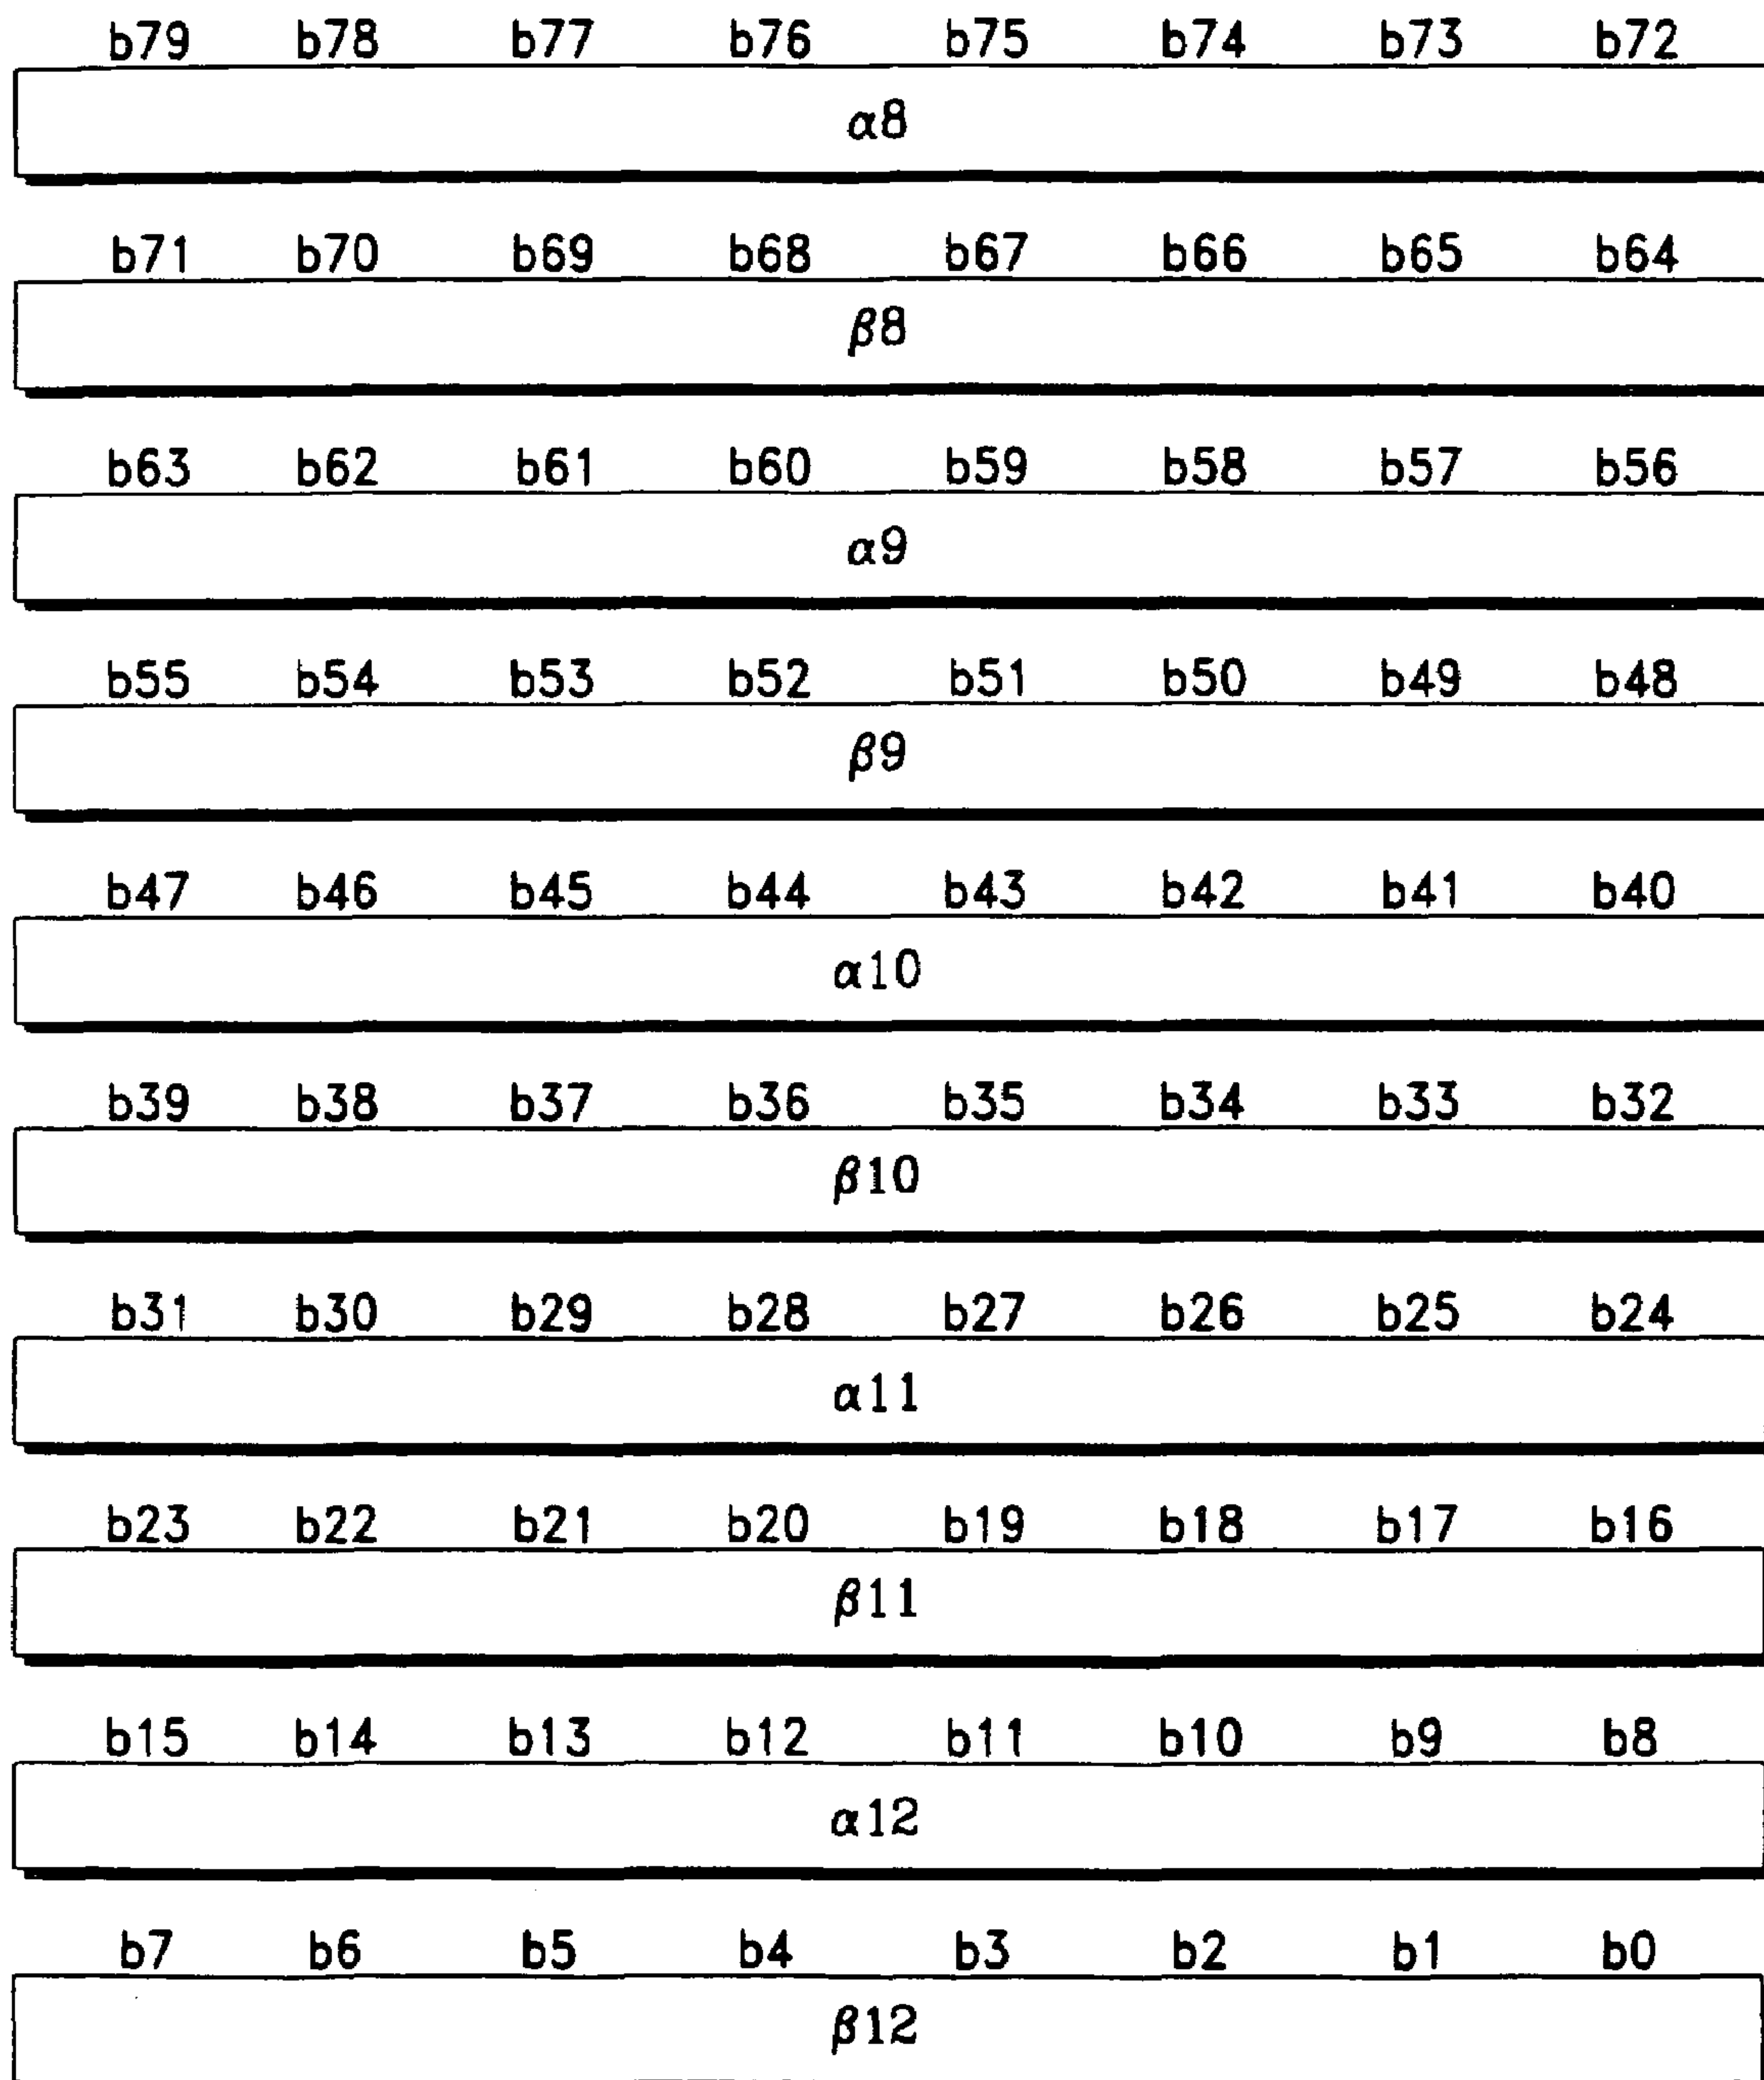 b79 b78 b77 b76 b75 b74 b73 b72
α8
b71 b70 b69 b68 b67 b66 b65 b64
β8
b63 b62 b61 b60 b59 b58 b57 b56
α9
b55 b54 b53 b52 b51 b50 b49 b48
β9
b47 b46 b45 b44 b43 b42 b41 b40
α10
b39 b38 b37 b36 b35 b34 b33 b32
β10
b31 b30 b29 b28 b27 b26 b25 b24
α11
b23 b22 b21 b20 b19 b18 b17 b16
β11
b15 b14 b13 b12 b11 b10 b9 b8
α12
b7 b6 b5 b4 b3 b2 b1 b0
β12